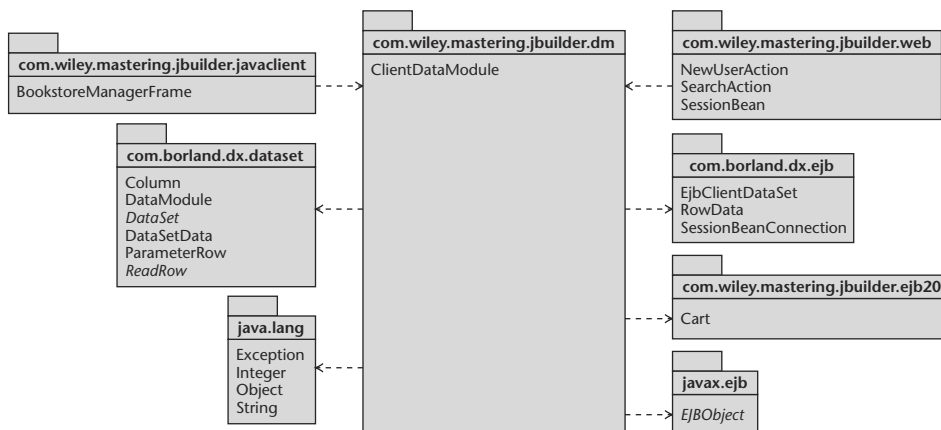 com.wiley.mastering.jbuilder.javaclient
BookstoreManagerFrame
com.borland.dx.dataset
Column
DataModule
DataSet
DataSetData
ParameterRow
ReadRow
java.lang
Exception
Integer
Object
String
com.wiley.mastering.jbuilder.dm
ClientDataModule
com.wiley.mastering.jbuilder.web
NewUserAction
SearchAction
SessionBean
com.borland.dx.ejb
EjbClientDataSet
RowData
SessionBeanConnection
com.wiley.mastering.jbuilder.ejb20
Cart
javax.ejb
EJBObject